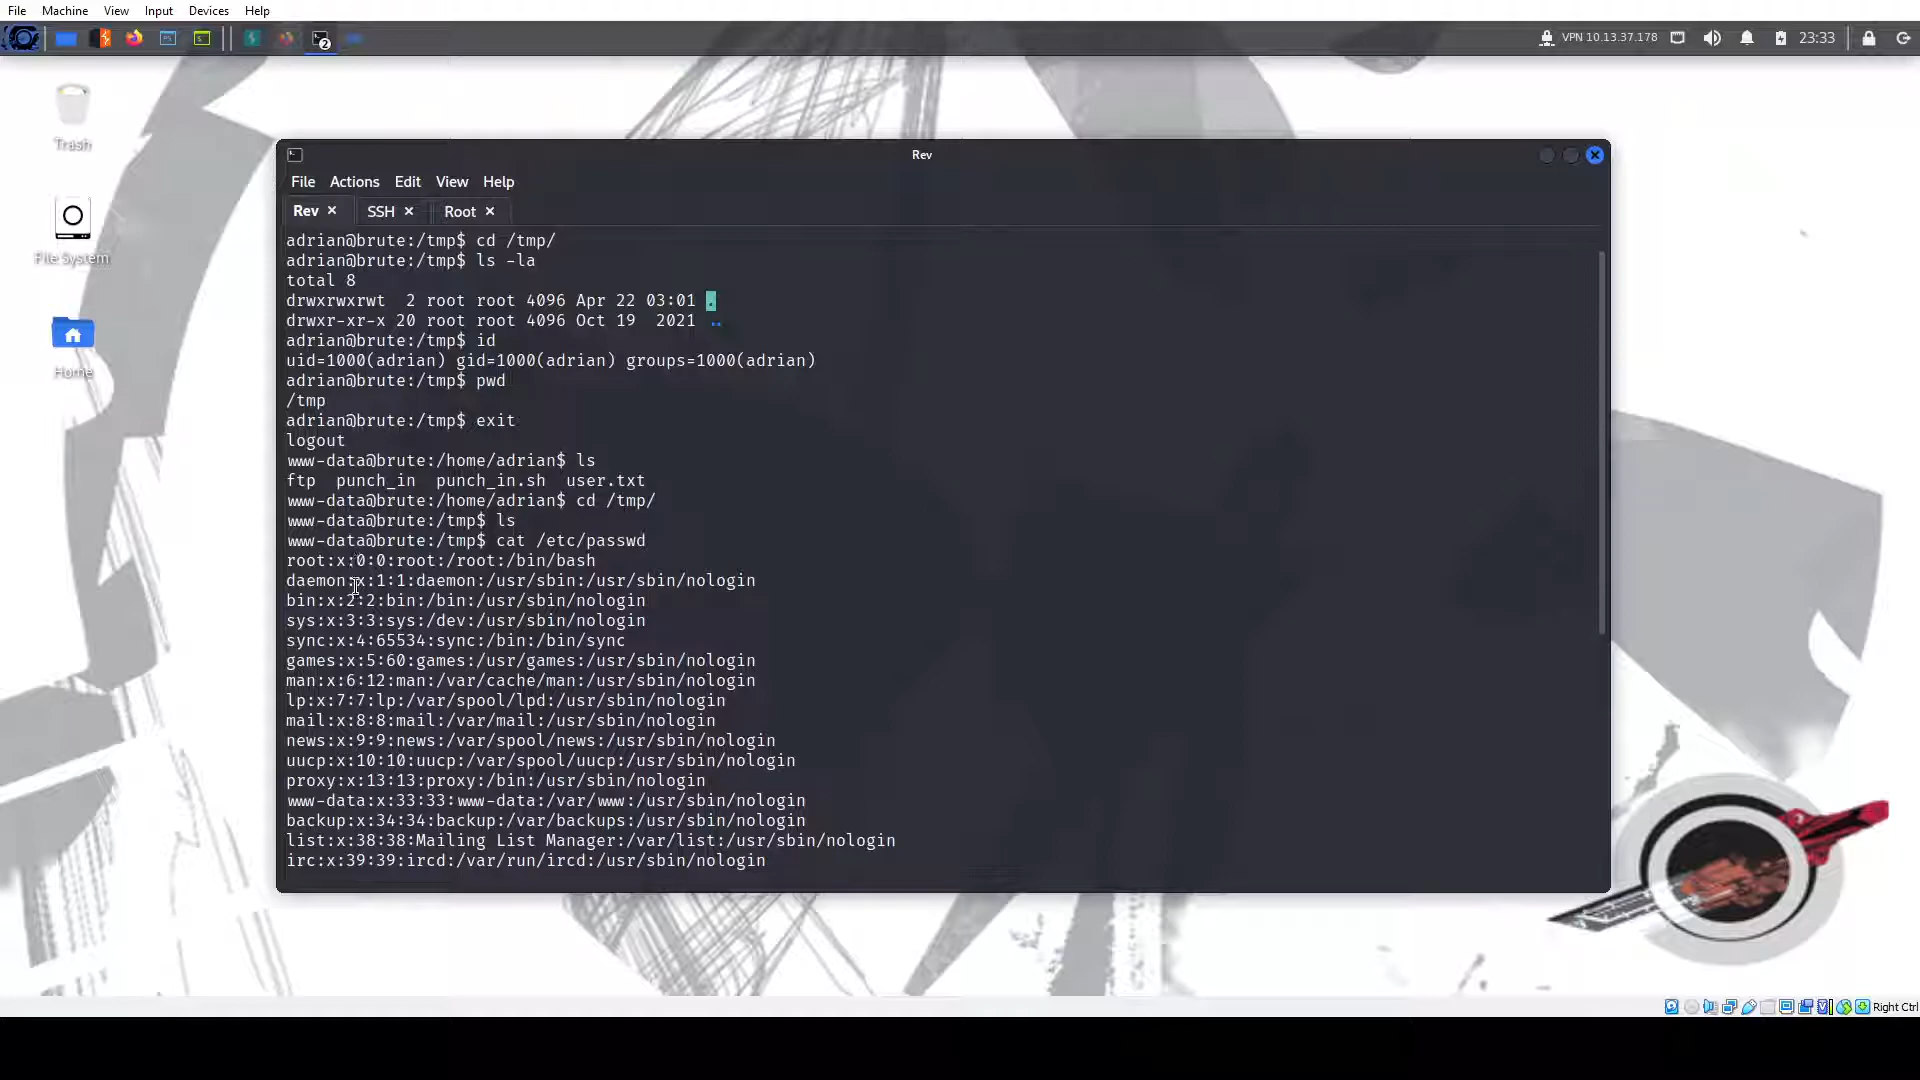 File Machine View Input Devices Help
2
VPN 10.13.37.178
23:33
Trash
File System
Home
Rev
File Actions Edit View Help
Rev × SSH × Root ×
adrian@brute:/tmp$ cd /tmp/
adrian@brute:/tmp$ ls -la
total 8
drwxrwxrwt  2 root root 4096 Apr 22 03:01 .
drwxr-xr-x 20 root root 4096 Oct 19  2021 ..
adrian@brute:/tmp$ id
uid=1000(adrian) gid=1000(adrian) groups=1000(adrian)
adrian@brute:/tmp$ pwd
/tmp
adrian@brute:/tmp$ exit
logout
www-data@brute:/home/adrian$ ls
ftp  punch_in  punch_in.sh  user.txt
www-data@brute:/home/adrian$ cd /tmp/
www-data@brute:/tmp$ ls
www-data@brute:/tmp$ cat /etc/passwd
root:x:0:0:root:/root:/bin/bash
daemon:x:1:1:daemon:/usr/sbin:/usr/sbin/nologin
bin:x:2:2:bin:/bin:/usr/sbin/nologin
sys:x:3:3:sys:/dev:/usr/sbin/nologin
sync:x:4:65534:sync:/bin:/bin/sync
games:x:5:60:games:/usr/games:/usr/sbin/nologin
man:x:6:12:man:/var/cache/man:/usr/sbin/nologin
lp:x:7:7:lp:/var/spool/lpd:/usr/sbin/nologin
mail:x:8:8:mail:/var/mail:/usr/sbin/nologin
news:x:9:9:news:/var/spool/news:/usr/sbin/nologin
uucp:x:10:10:uucp:/var/spool/uucp:/usr/sbin/nologin
proxy:x:13:13:proxy:/bin:/usr/sbin/nologin
www-data:x:33:33:www-data:/var/www:/usr/sbin/nologin
backup:x:34:34:backup:/var/backups:/usr/sbin/nologin
list:x:38:38:Mailing List Manager:/var/list:/usr/sbin/nologin
irc:x:39:39:ircd:/var/run/ircd:/usr/sbin/nologin
Right Ctrl